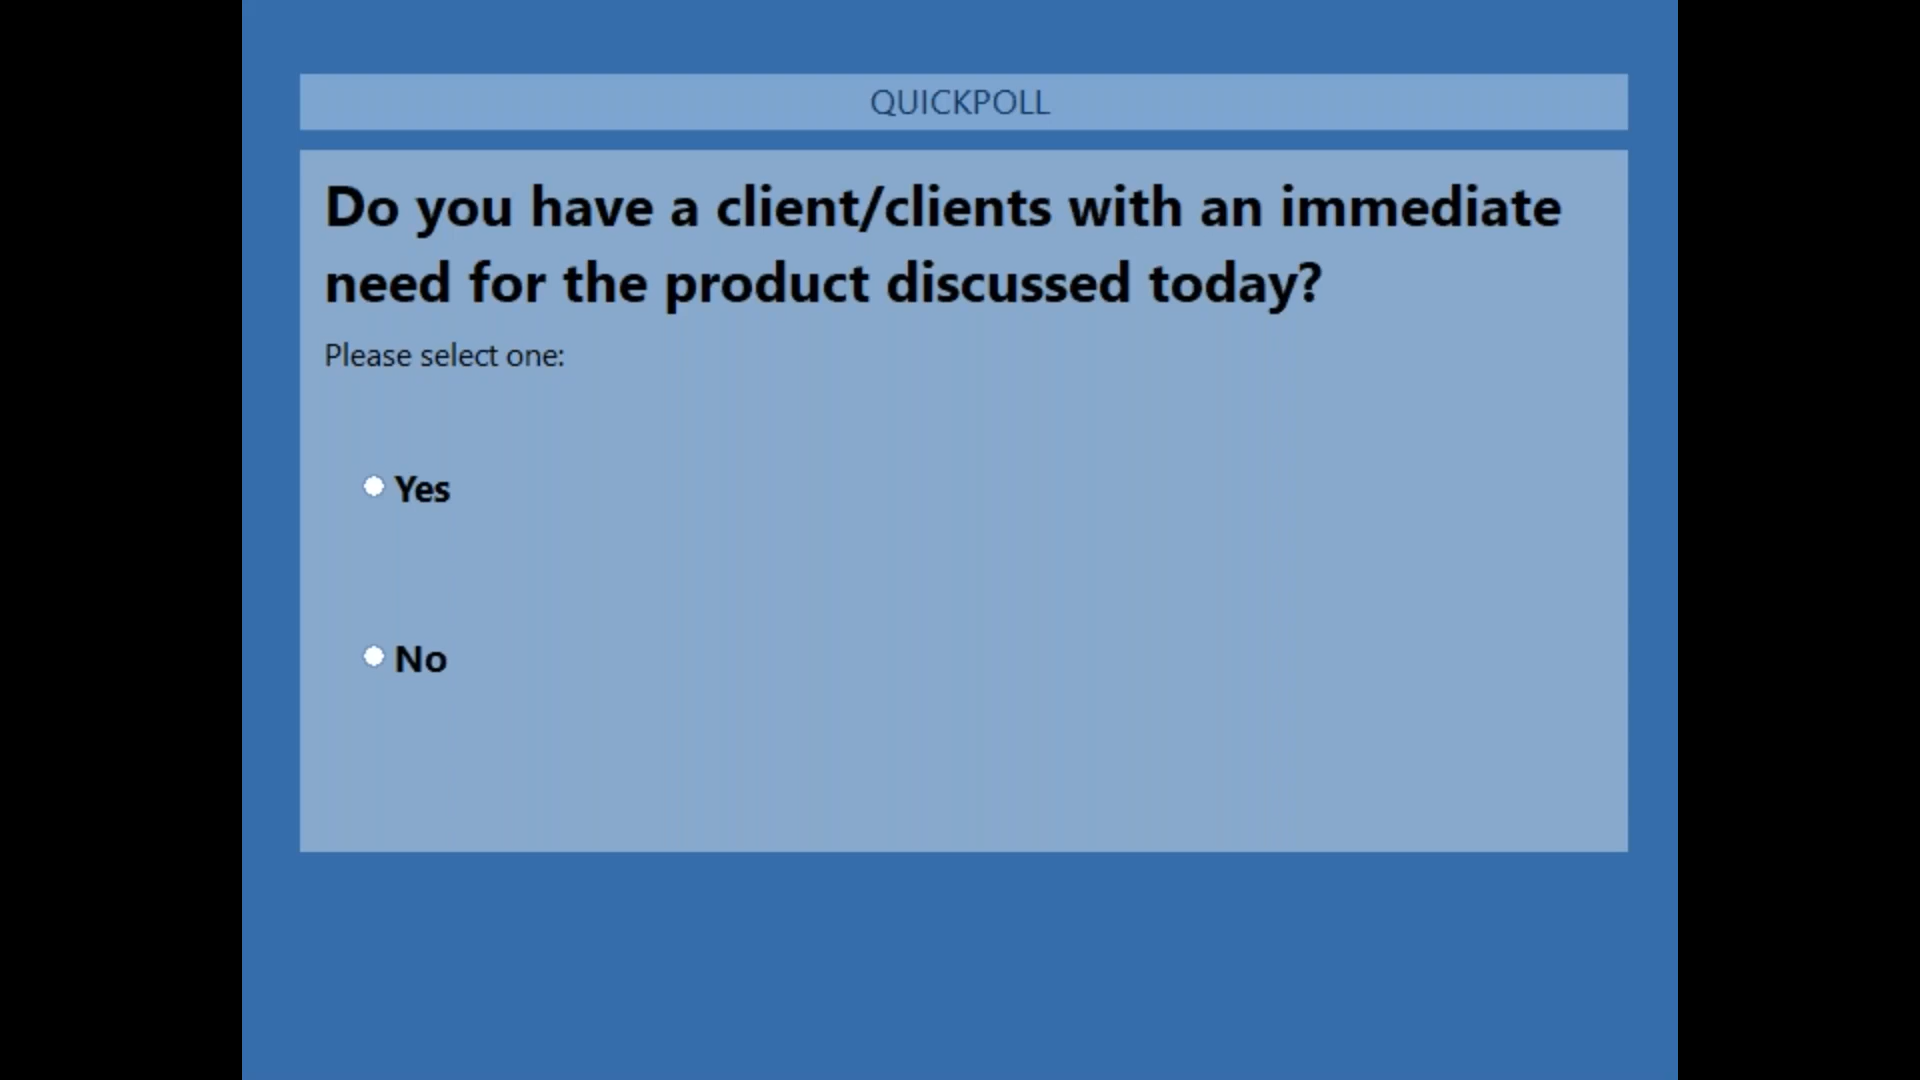 QUICKPOLL
Do you have a client/clients with an immediate
need for the product discussed today?
Please select one:
Yes
No